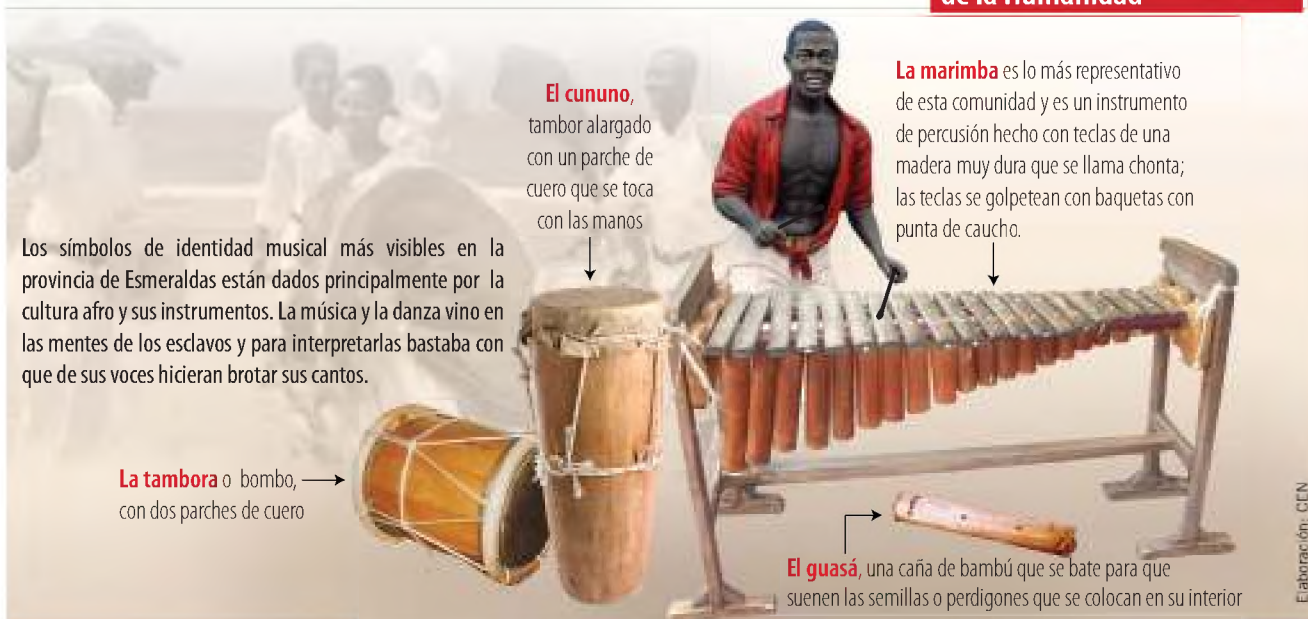 de la Humanidad
El cununo,
tambor alargado
con un parche de
cuero que se toca
con las manos
La marimba es lo más representativo
de esta comunidad y es un instrumento
de percusión hecho con teclas de una
madera muy dura que se llama chonta;
las teclas se golpetean con baquetas con
punta de caucho.
Los símbolos de identidad musical más visibles en la
provincia de Esmeraldas están dados principalmente por la
cultura afro y sus instrumentos. La música y la danza vino en
las mentes de los esclavos y para interpretarlas bastaba con
que de sus voces hicieran brotar sus cantos.
La tambora o bombo,
con dos parches de cuero
El guasá, una caña de bambú que se bate para que
suenen las semillas o perdigones que se colocan en su interior
Elaboración: CEN